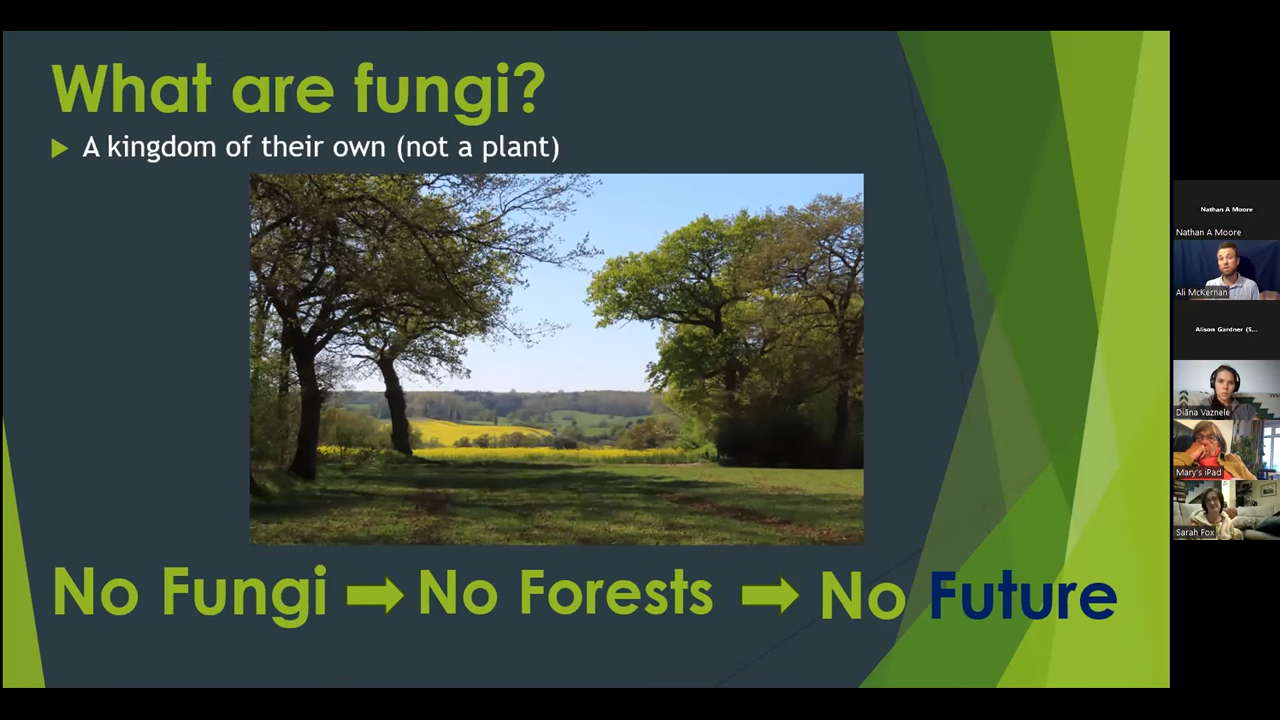 What are fungi?
A kingdom of their own (not a plant)
No Fungi No Forests No Future
Nathan A Moore
Nathan A Moore
Ali McKernan
Alison Gardner (S...
Diāna Vaznele
Mary's iPad
Sarah Fox